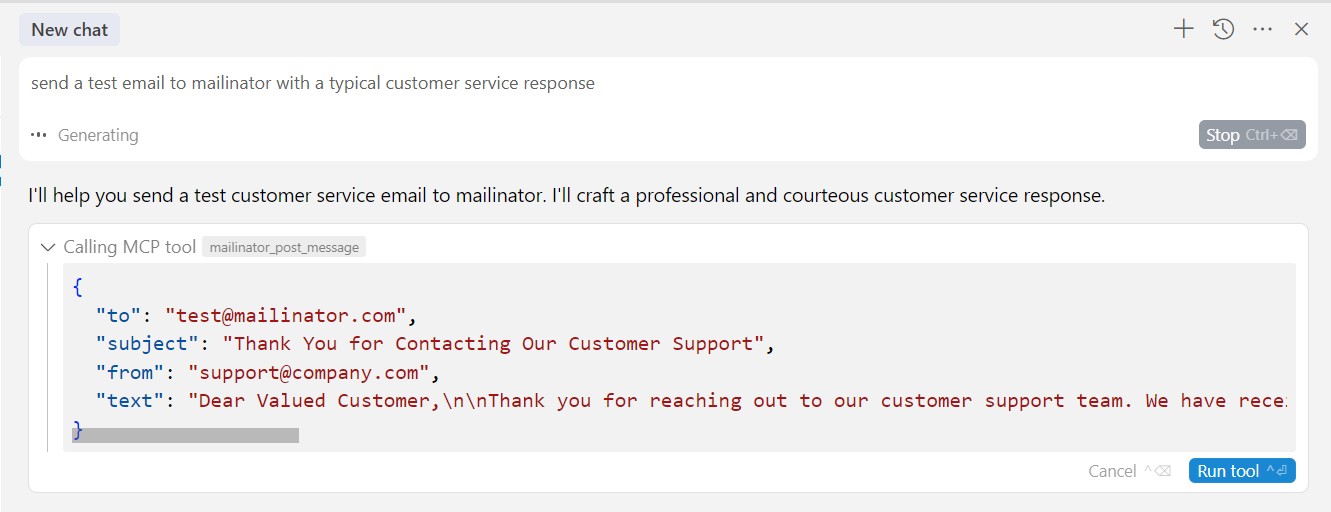 New chat
send a test email to mailinator with a typical customer service response
··· Generating
Stop Ctrl+⌫
I'll help you send a test customer service email to mailinator. I'll craft a professional and courteous customer service response.
Calling MCP tool mailinator_post_message
{
"to": "test@mailinator.com",
"subject": "Thank You for Contacting Our Customer Support",
"from": "support@company.com",
"text": "Dear Valued Customer,\n\nThank you for reaching out to our customer support team. We have
}
Cancel ^⌫ Run tool ^⏎